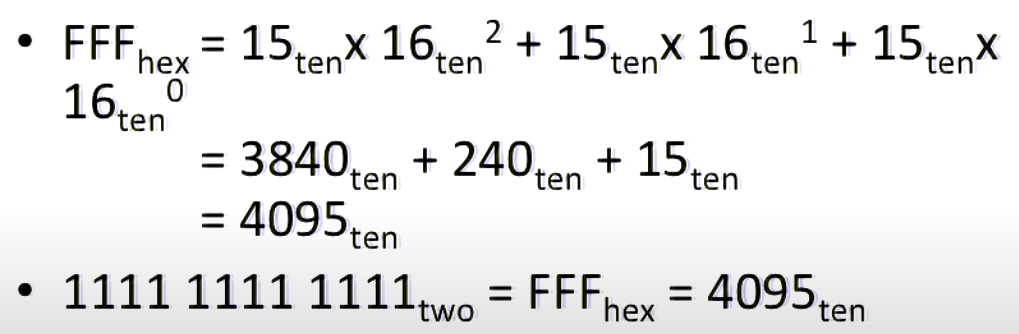 • FFFhex = 15ten x 16ten² + 15ten x 16ten¹ + 15ten x
16ten⁰
= 3840ten + 240ten + 15ten
= 4095ten
• 1111 1111 1111two = FFFhex = 4095ten